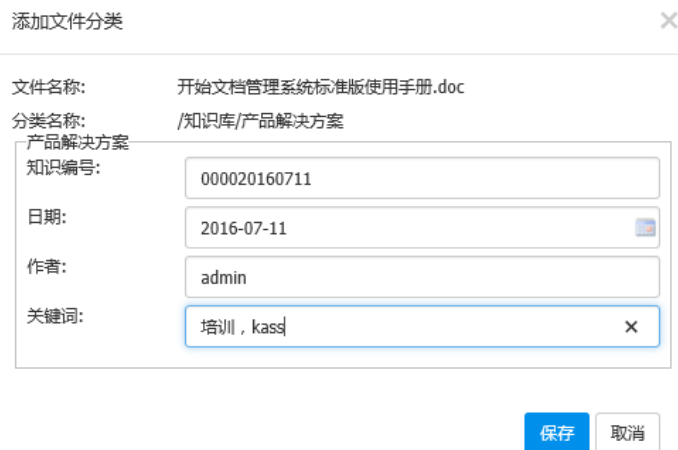 添加文件分类
文件名称: 开始文档管理系统标准版使用手册.doc
分类名称: /知识库/产品解决方案
产品解决方案
知识编号: 000020160711
日期: 2016-07-11
作者: admin
关键词: 培训，kass
保存 取消